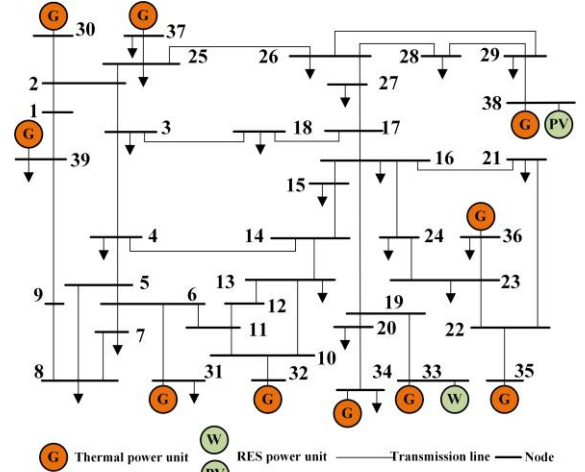 G G
30 37
25 26 28 29
2 27
1 38
G
G PV
3 18 17
39
15 16 21
G
4 14 24 36
5 13 23
9 6 12 19
7 11 20 22
8 31 10 32 34 33 35
G G G G W G
W
G Thermal power unit RES power unit Transmission line Node
PV